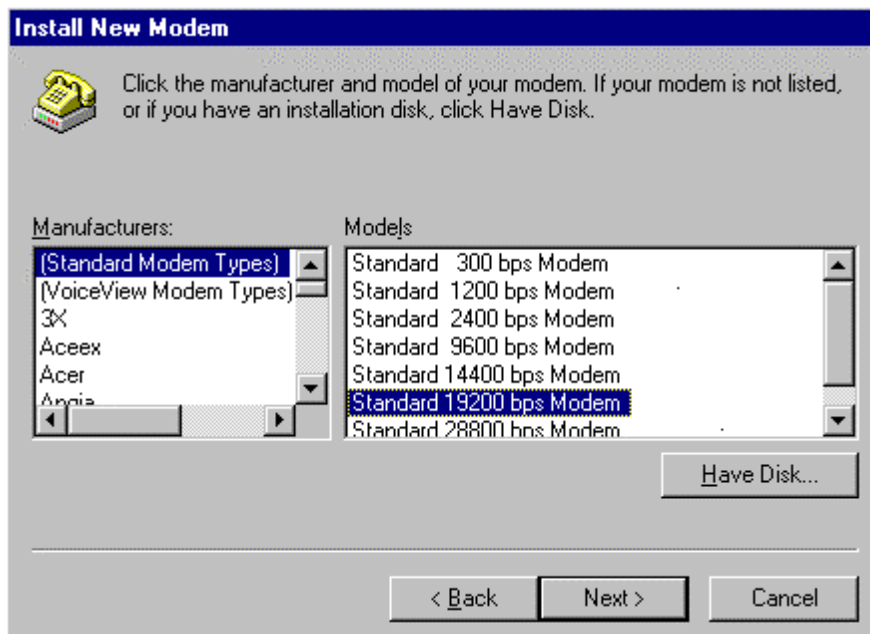 Install New Modem
Click the manufacturer and model of your modem. If your modem is not listed,
or if you have an installation disk, click Have Disk.
Manufacturers:
(Standard Modem Types)
(VoiceView Modem Types)
3X
Aceex
Acer
Angia
Models
Standard 300 bps Modem
Standard 1200 bps Modem
Standard 2400 bps Modem
Standard 9600 bps Modem
Standard 14400 bps Modem
Standard 19200 bps Modem
Standard 28800 bps Modem
Have Disk...
< Back
Next >
Cancel